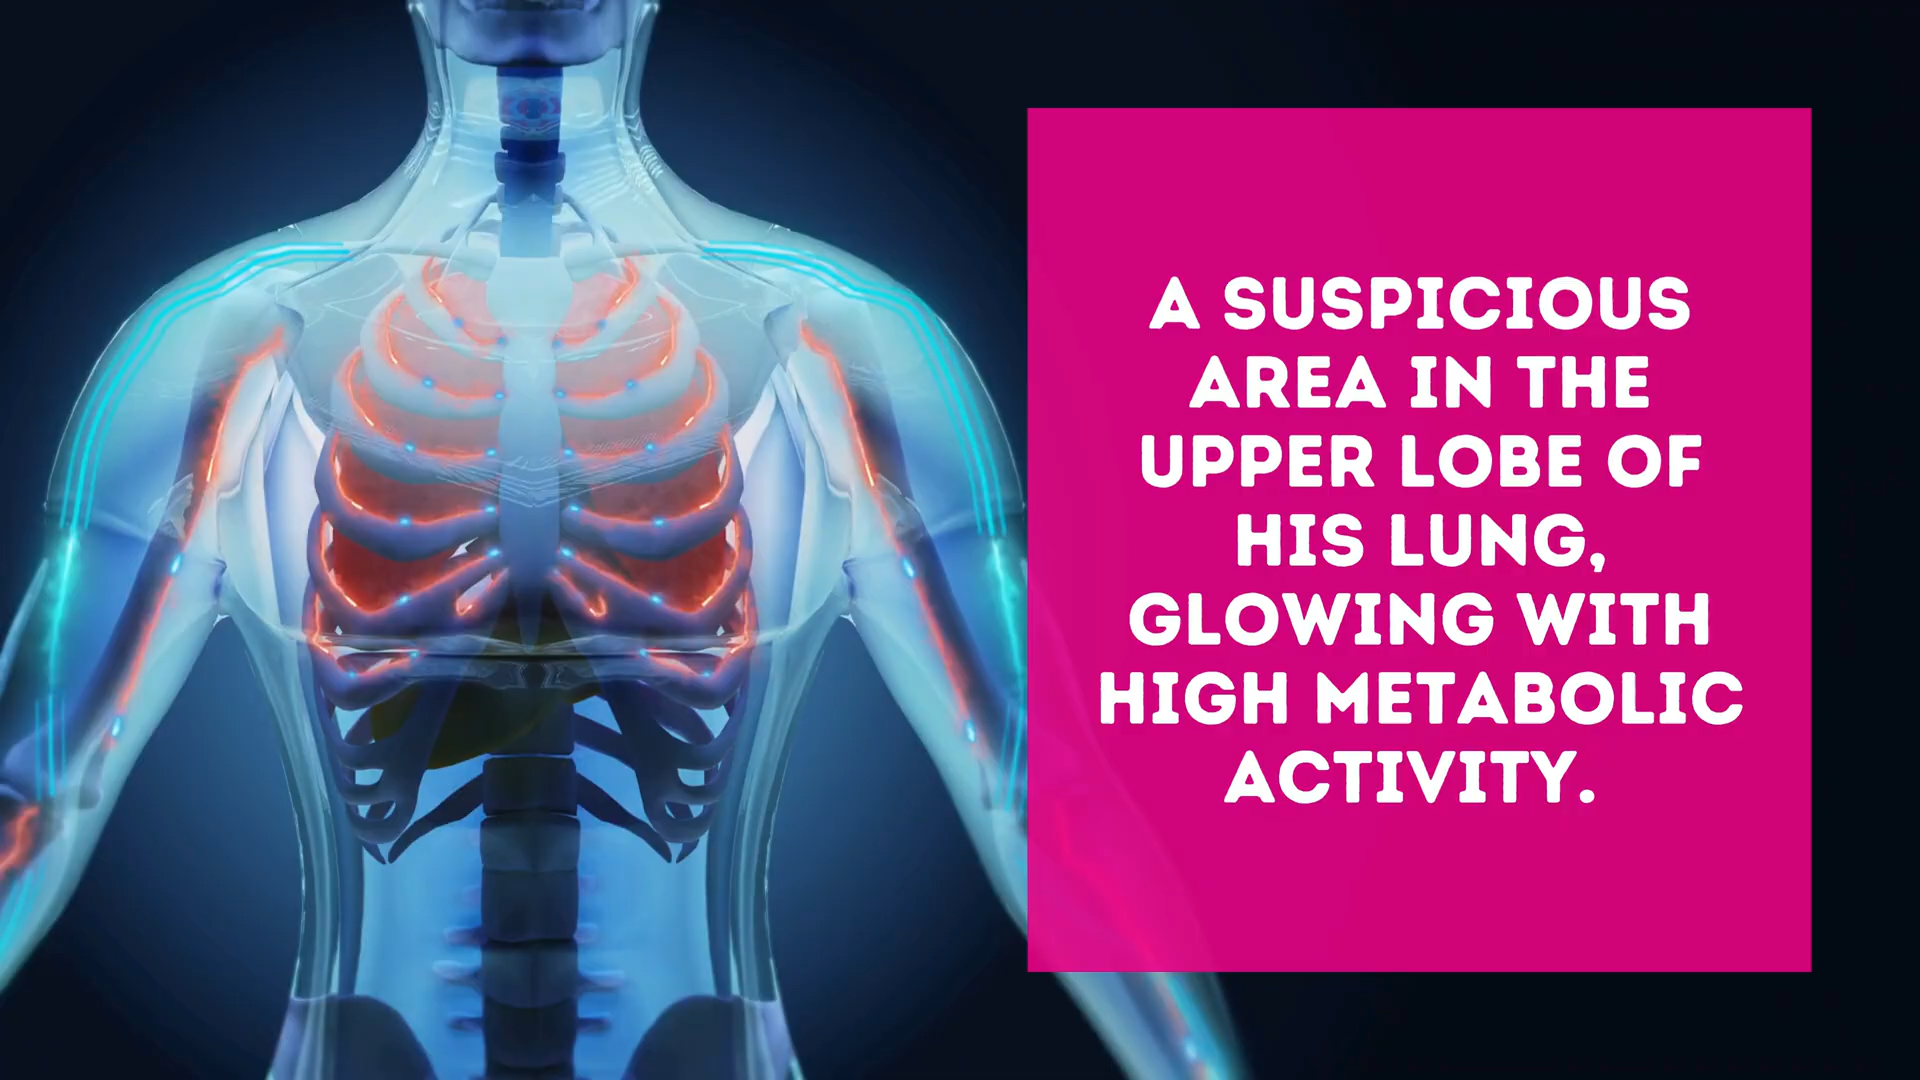 A SUSPICIOUS
AREA IN THE
UPPER LOBE OF
HIS LUNG,
GLOWING WITH
HIGH METABOLIC
ACTIVITY.